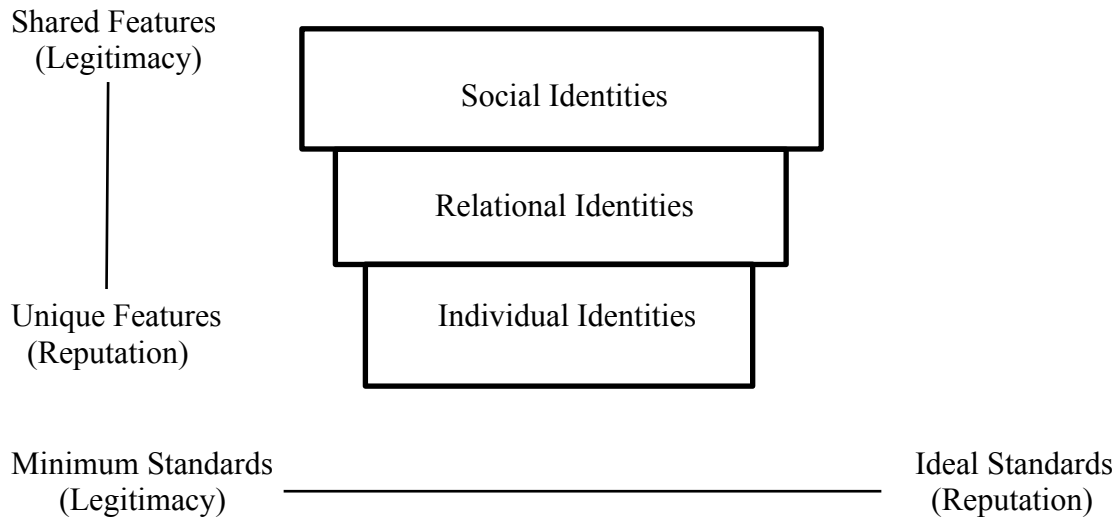 Shared Features
(Legitimacy)
Social Identities
Relational Identities
Unique Features
(Reputation)
Individual Identities
Minimum Standards
(Legitimacy)
Ideal Standards
(Reputation)